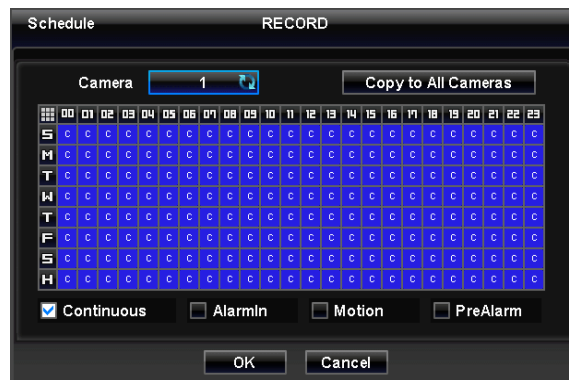 Schedule RECORD
Camera 1 Copy to All Cameras
00 01 02 03 04 05 06 07 08 09 10 11 12 13 14 15 16 17 18 19 20 21 22 23
S C C C C C C C C C C C C C C C C C C C C C C C C
M C C C C C C C C C C C C C C C C C C C C C C C C
T C C C C C C C C C C C C C C C C C C C C C C C C
W C C C C C C C C C C C C C C C C C C C C C C C C
T C C C C C C C C C C C C C C C C C C C C C C C C
F C C C C C C C C C C C C C C C C C C C C C C C C
S C C C C C C C C C C C C C C C C C C C C C C C C
H C C C C C C C C C C C C C C C C C C C C C C C C
Continuous AlarmIn Motion PreAlarm
OK Cancel